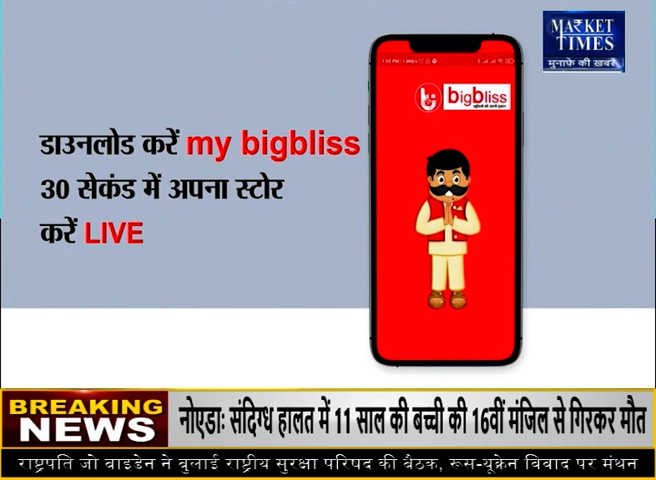 MARKET
TIMES
मुनाफे की ख़बर
bigbliss
डाउनलोड करें my bigbliss
30 सेकंड में अपना स्टोर
करें LIVE
BREAKING
NEWS
नोएडाः संदिग्ध हालत में 11 साल की बच्ची की 16वीं मंजिल से गिरकर मौत
राष्ट्रपति जो बाइडेन ने बुलाई राष्ट्रीय सुरक्षा परिषद की बैठक, रूस-यूक्रेन विवाद पर मंथन